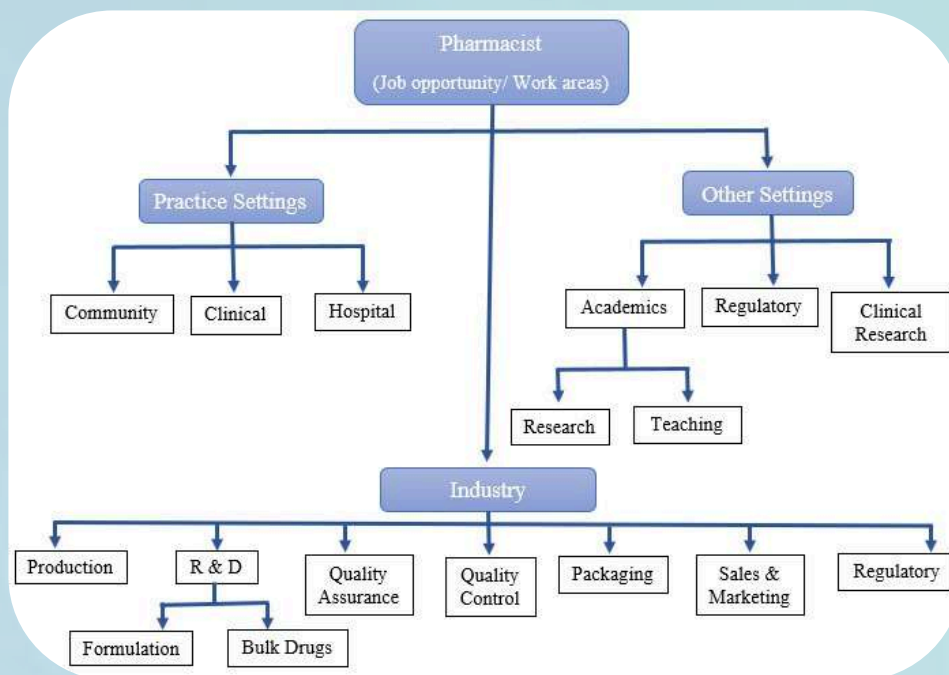 Pharmacist
(Job opportunity/ Work areas)
Practice Settings
Other Settings
Community
Clinical
Hospital
Academics
Regulatory
Clinical
Research
Research
Teaching
Industry
Production
R & D
Quality
Assurance
Quality
Control
Packaging
Sales &
Marketing
Regulatory
Formulation
Bulk Drugs